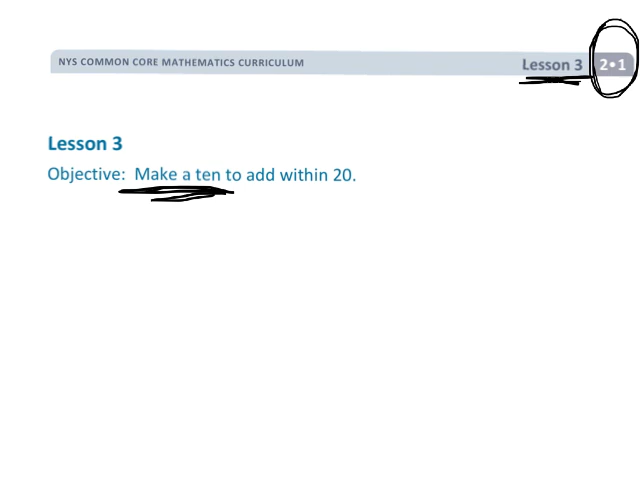 NYS COMMON CORE MATHEMATICS CURRICULUM Lesson 3 2•1
Lesson 3
Objective: Make a ten to add within 20.